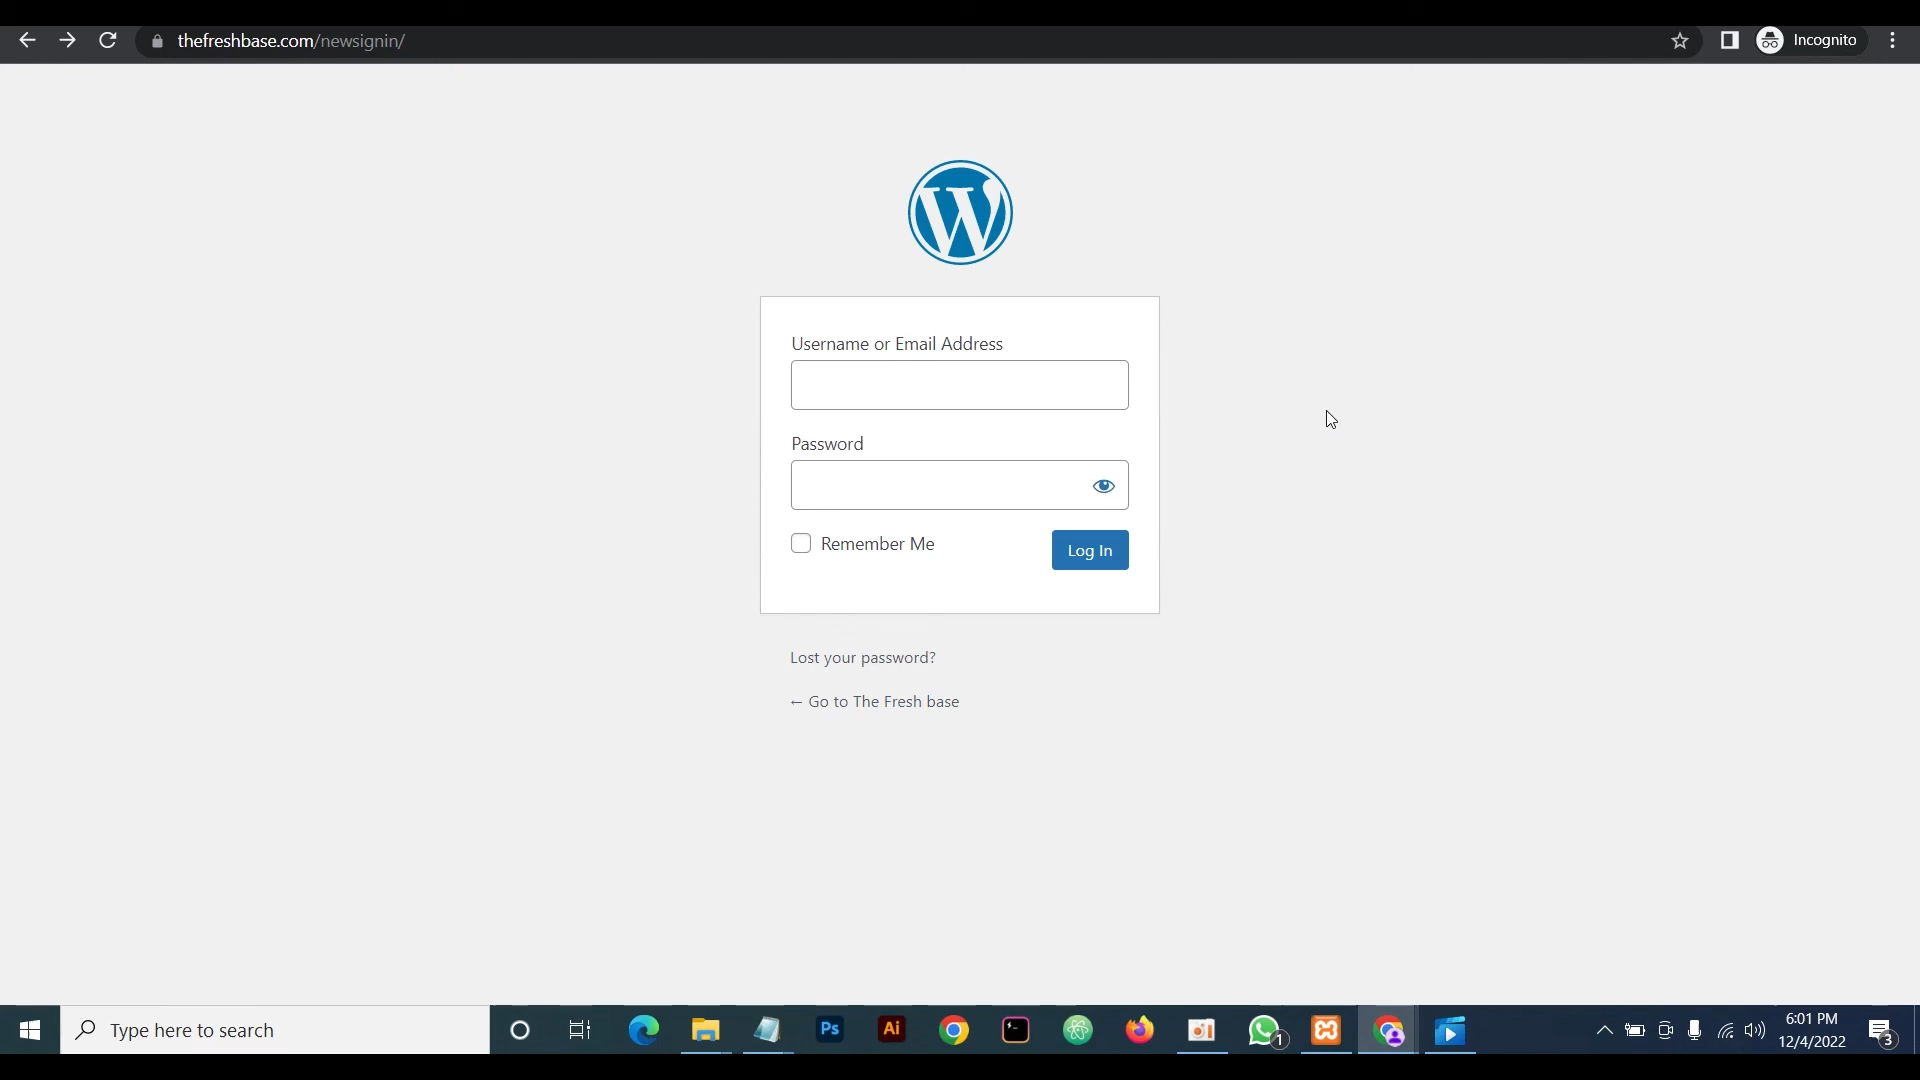 thefreshbase.com/newsignin/
Incognito
Username or Email Address
Password
Remember Me
Log In
Lost your password?
← Go to The Fresh base
Type here to search
Ps
Ai
1
6:01 PM
12/4/2022
3